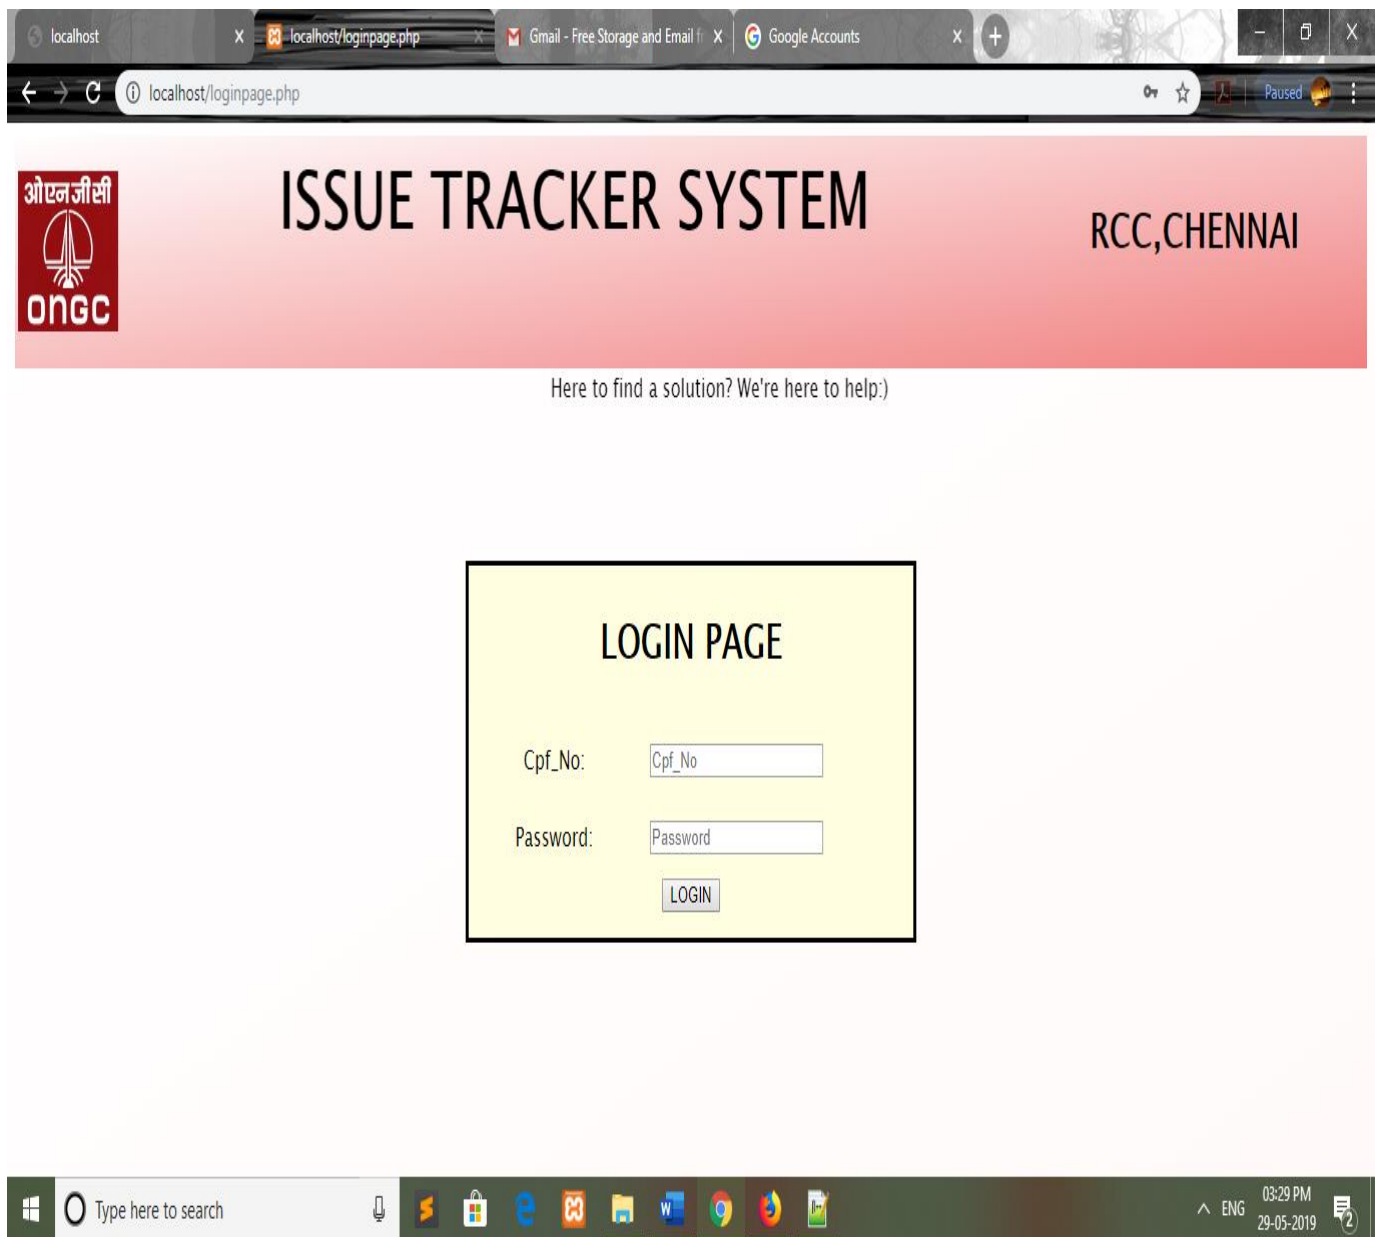 localhost
localhost/loginpage.php
Gmail - Free Storage and Email f
Google Accounts
localhost/loginpage.php
Paused
ओएनजीसी
ONGC
ISSUE TRACKER SYSTEM
RCC,CHENNAI
Here to find a solution? We're here to help:)
LOGIN PAGE
Cpf_No:
Cpf_No
Password:
Password
LOGIN
Type here to search
ENG
03:29 PM
29-05-2019
2